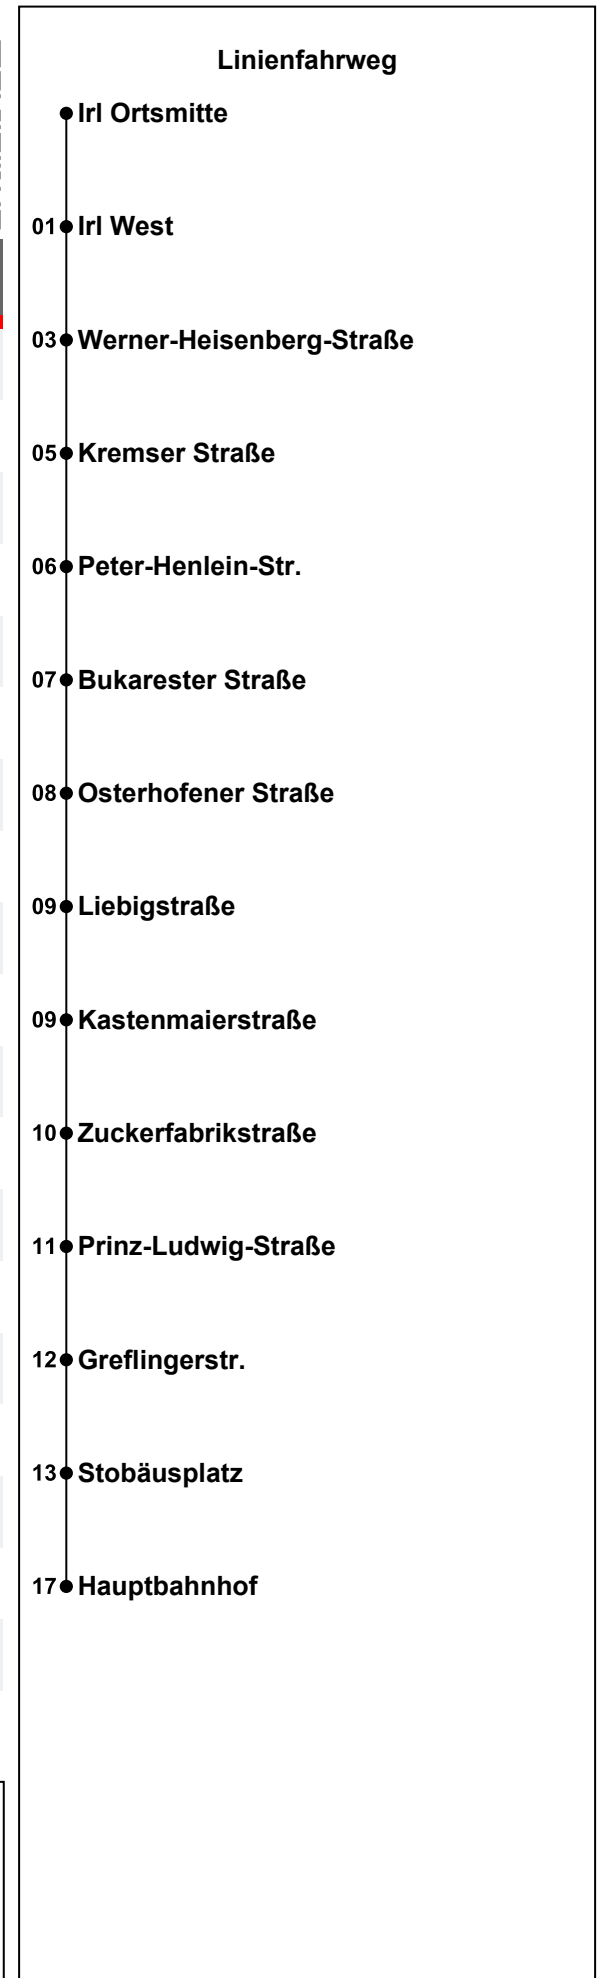 Linienfahrweg
Irl Ortsmitte
01 Irl West
03 Werner-Heisenberg-Straße
05 Kremser Straße
06 Peter-Henlein-Str.
07 Bukarester Straße
08 Osterhofener Straße
09 Liebigstraße
09 Kastenmaierstraße
10 Zuckerfabrikstraße
11 Prinz-Ludwig-Straße
12 Greflingerstr.
13 Stobäusplatz
17 Hauptbahnhof